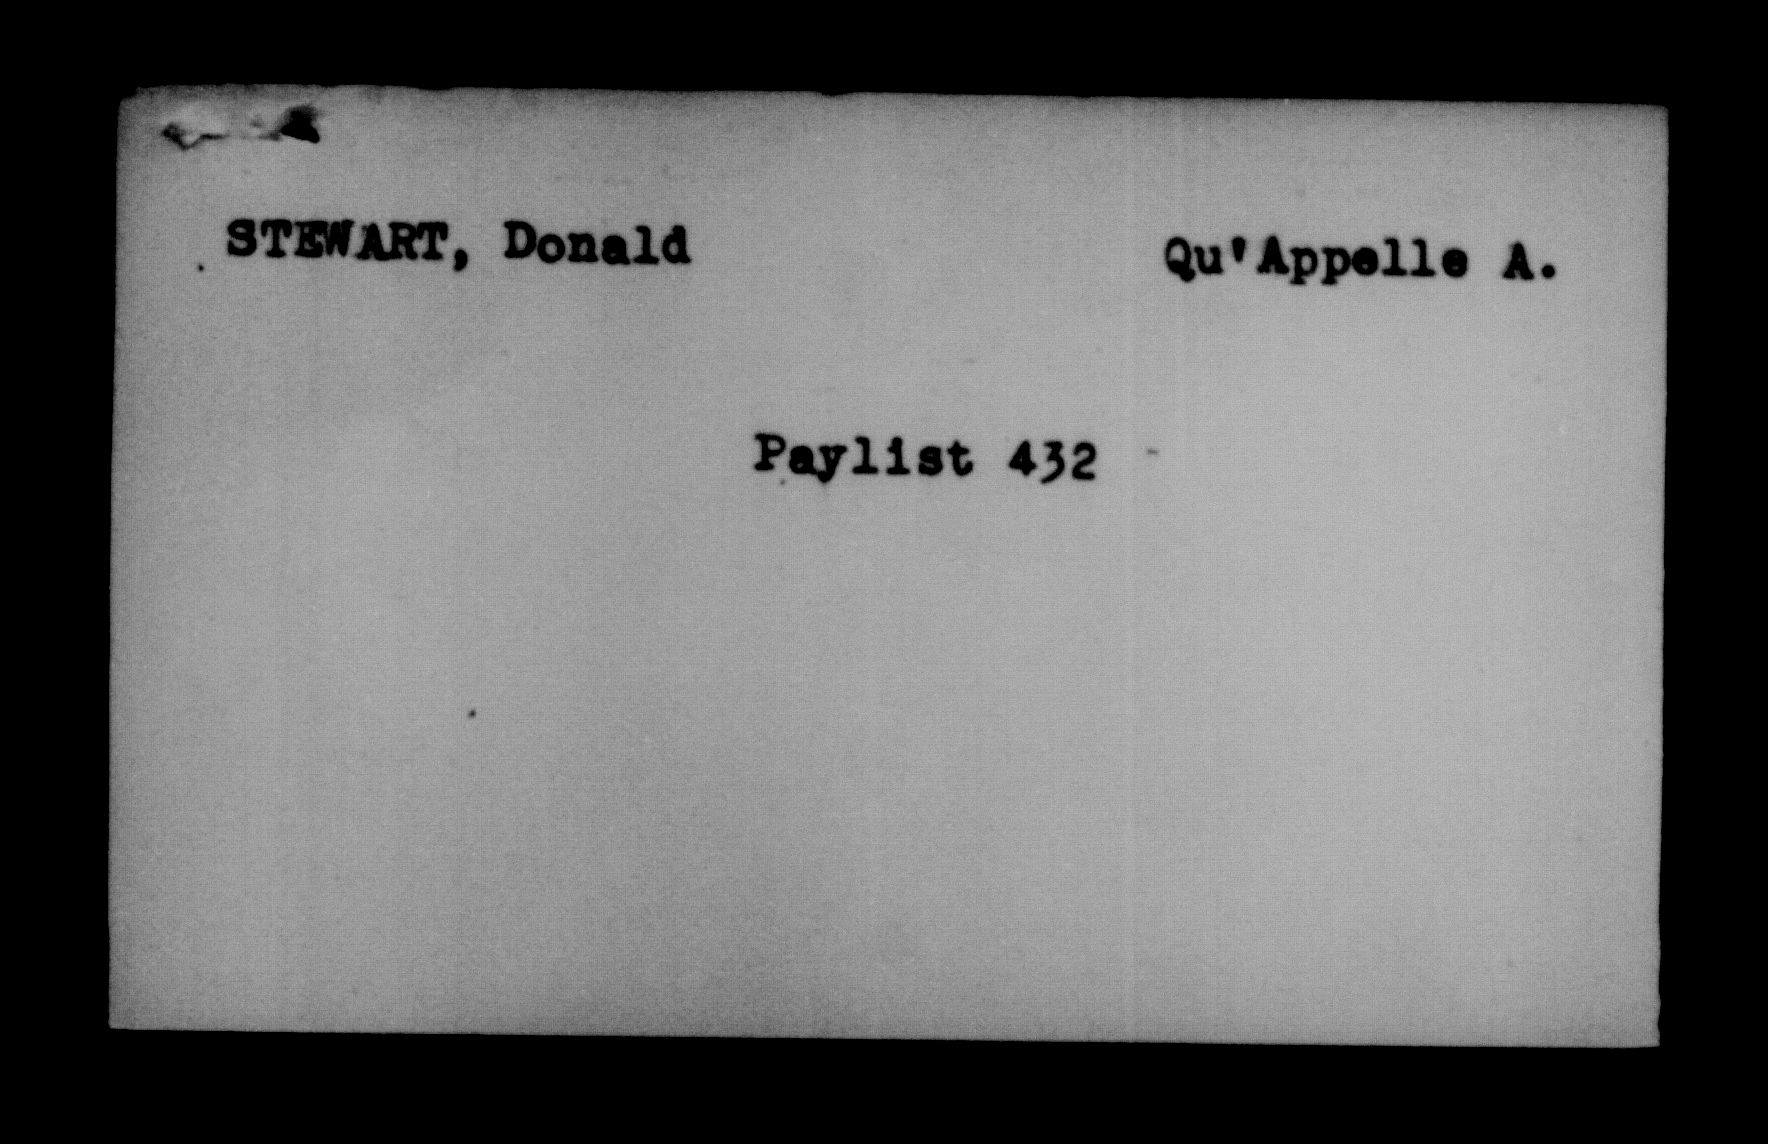 STEWART, Donald Qu'Appelle A.
Paylist 432